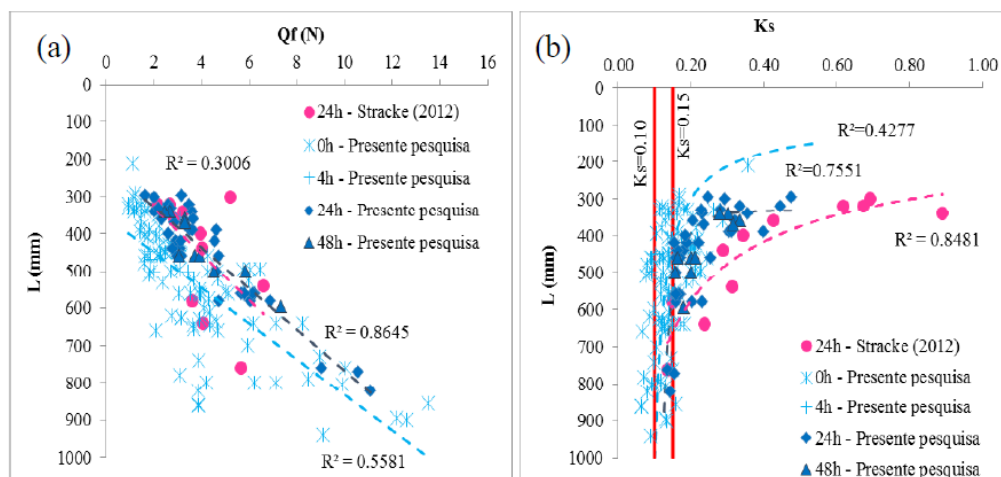 (a)
Qf (N)
0 2 4 6 8 10 12 14 16
0
100
200
300
400
500
600
700
800
900
1000
L (mm)
24h - Stracke (2012)
0h - Presente pesquisa
4h - Presente pesquisa
24h - Presente pesquisa
48h - Presente pesquisa
R² = 0.3006
R² = 0.8645
R² = 0.5581
(b)
Ks
0.00 0.20 0.40 0.60 0.80 1.00
0
100
200
300
400
500
600
700
800
900
1000
L (mm)
Ks=0.10
Ks=0.15
R²=0.4277
R²=0.7551
R²=0.8481
24h - Stracke (2012)
0h - Presente pesquisa
4h - Presente pesquisa
24h - Presente pesquisa
48h - Presente pesquisa